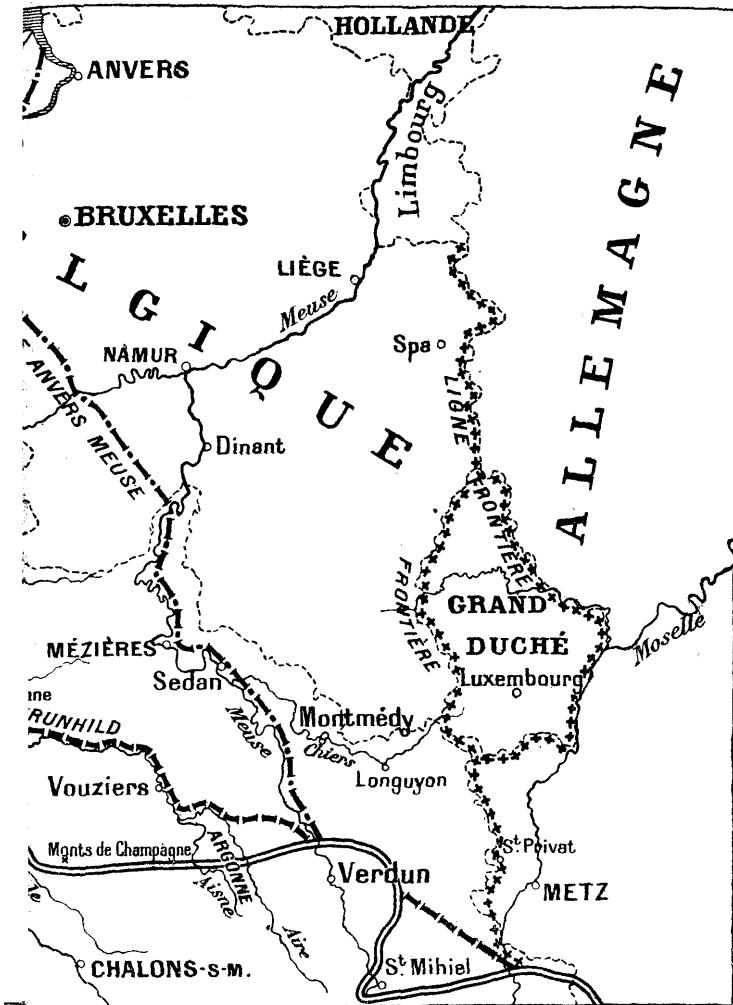 HOLLANDE
ANVERS
Limbourg
ALLEMAGNE
BRUXELLES
LIÈGE
LGIQUE
Meuse
Spa
NAMUR
LIGNE
ANVERS MEUSE
Dinant
FRONTIÈRE
FRONTIÈRE
GRAND
DUCHÉ
Luxembourg
Moselle
MÉZIÈRES
Sedan
Meuse
Montmédy
Chiers
Longuyon
RUNHILD
Vouziers
St Privat
Monts de Champagne
ARGONNE
Aisne
Verdun
METZ
Aire
CHALONS-S-M.
St Mihiel